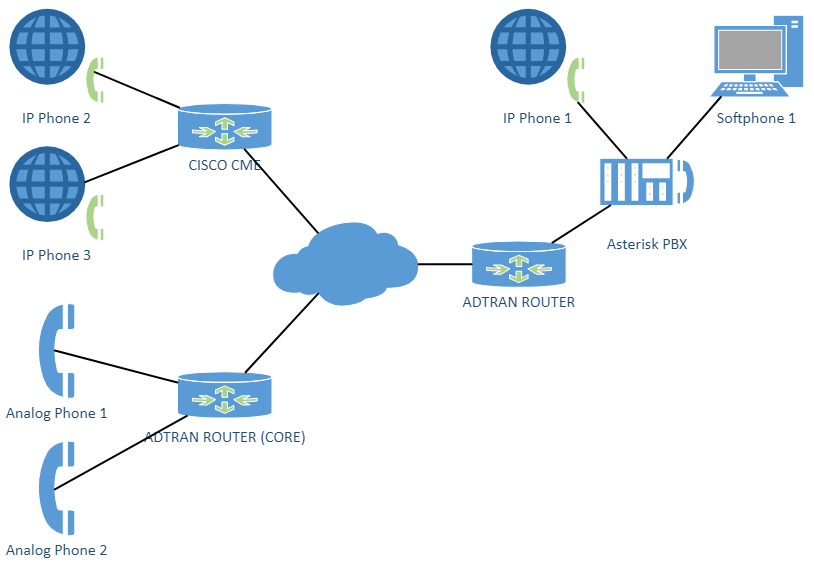 IP Phone 2
IP Phone 1
Softphone 1
CISCO CME
Asterisk PBX
IP Phone 3
ADTRAN ROUTER
Analog Phone 1
ADTRAN ROUTER (CORE)
Analog Phone 2